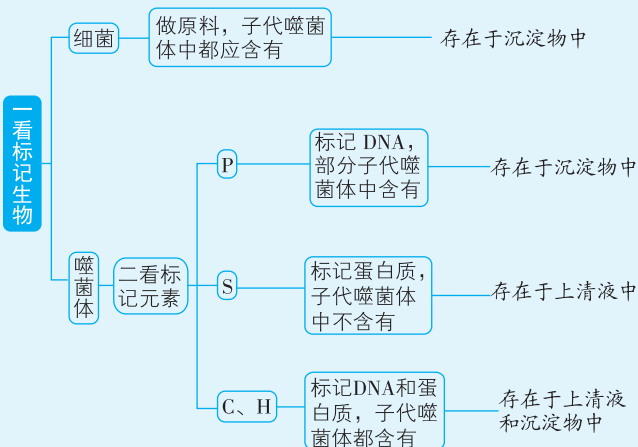 一看标记生物
细菌
做原料，子代噬菌
体中都应含有
存在于沉淀物中
噬菌体
二看标
记元素
P
标记 DNA，
部分子代噬
菌体中含有
存在于沉淀物中
S
标记蛋白质，
子代噬菌体
中不含有
存在于上清液中
C、H
标记DNA和蛋
白质，子代噬
菌体都含有
存在于上清液
和沉淀物中